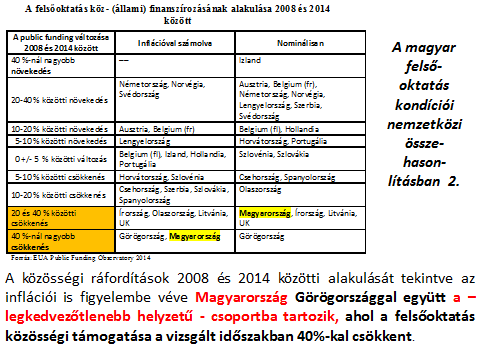 A felsőoktatás köz- (állami) finanszírozásának alakulása 2008 és 2014
között
A public funding változása
2008 és 2014 között
Inflációval számolva
Nominálisan
40 %-nál nagyobb
növekedés
---
Izland
20-40% közötti növekedés
Németország, Norvégia,
Svédország
Ausztria, Belgium (fr)
Németország, Norvégia,
Lengyelország, Szerbia,
Svédország
10-20% közötti növekedés
Ausztria, Belgium (fr)
Belgium (fl), Hollandia
5-10% közötti növekedés
Lengyelország
Horvátország, Portugália
0+/- 5 % közötti változás
Belgium (fl), Izland, Hollandia,
Portugália
Szlovénia, Szlovákia
5-10% közötti csökkenés
Horvátország, Szlovénia
Csehország, Spanyolország
10-20% közötti csökkenés
Csehország, Szerbia, Szlovákia,
Spanyolország
Olaszország
20 és 40 % közötti
csökkenés
Írország, Olaszország, Litvánia,
UK
Magyarország, Írország, Litvánia,
UK
40 %-nál nagyobb
csökkenés
Görögország, Magyarország
Görögország
Forrás: EUA Public Funding Observatory 2014
A magyar
felső-
oktatás
kondíciói
nemzetközi
össze-
hason-
lításban 2.
A közösségi ráfordítások 2008 és 2014 közötti alakulását tekintve az
inflációi is figyelembe véve Magyarország Görögországgal együtt a –
legkedvezőtlenebb helyzetű - csoportba tartozik, ahol a felsőoktatás
közösségi támogatása a vizsgált időszakban 40%-kal csökkent.